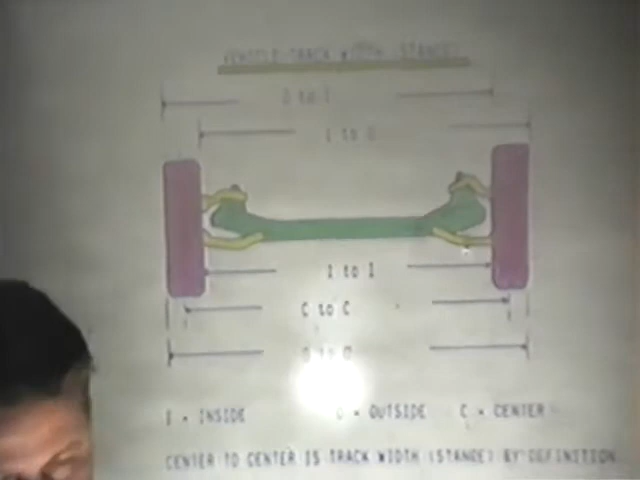 VEHICLE TRACK WIDTH (STANCE)
O to I
I to O
I to I
C to C
O to O
I = INSIDE O = OUTSIDE C = CENTER
CENTER TO CENTER IS TRACK WIDTH (STANCE) BY DEFINITION